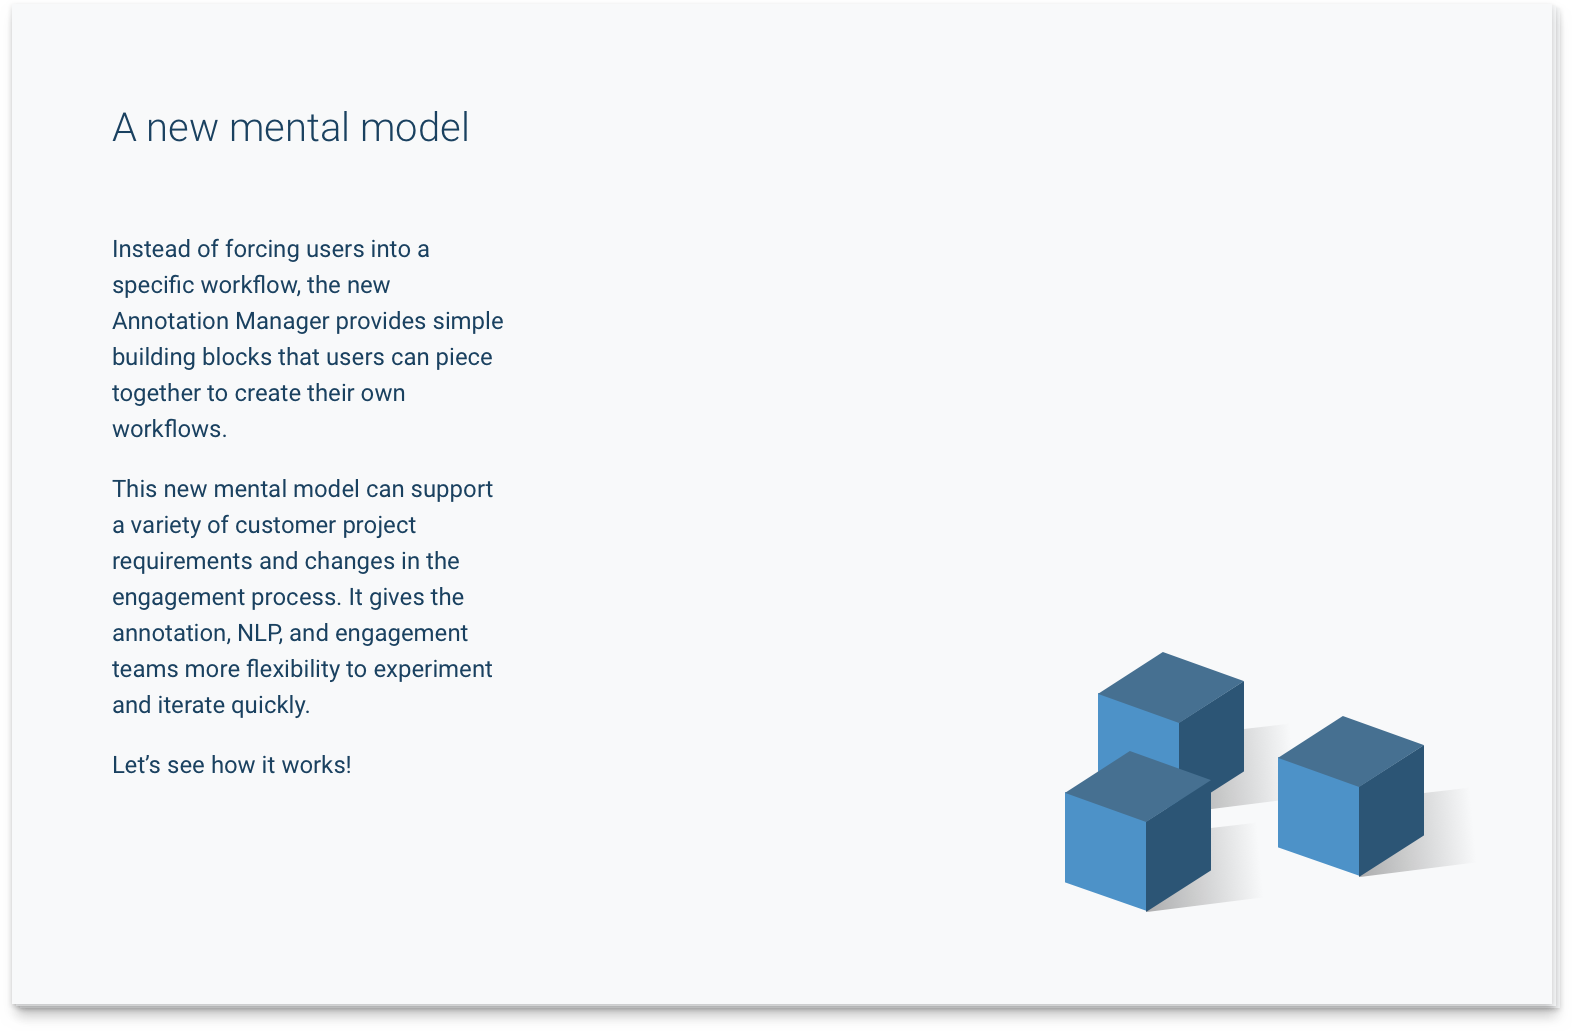 A new mental model
Instead of forcing users into a
specific workflow, the new
Annotation Manager provides simple
building blocks that users can piece
together to create their own
workflows.
This new mental model can support
a variety of customer project
requirements and changes in the
engagement process. It gives the
annotation, NLP, and engagement
teams more flexibility to experiment
and iterate quickly.
Let’s see how it works!